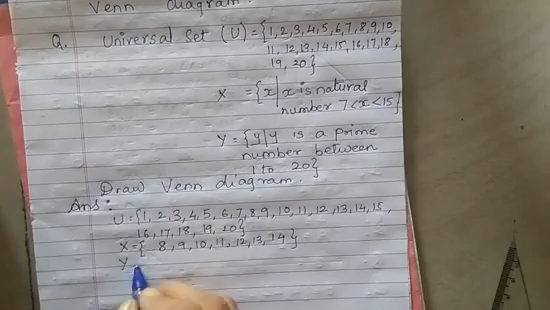 Venn diagram.
Q. Universal Set (U) = {1,2,3,4,5,6,7,8,9,10,
11, 12, 13, 14, 15, 16, 17, 18,
19, 20}
X = {x | x is natural
number 7 < x < 15}
Y = {y | y is a prime
number between
1 to 20}
Draw Venn diagram.
Ans:
U = {1, 2, 3, 4, 5, 6, 7, 8, 9, 10, 11, 12, 13, 14, 15,
16, 17, 18, 19, 20}
X = { 8, 9, 10, 11, 12, 13, 14 }
Y =